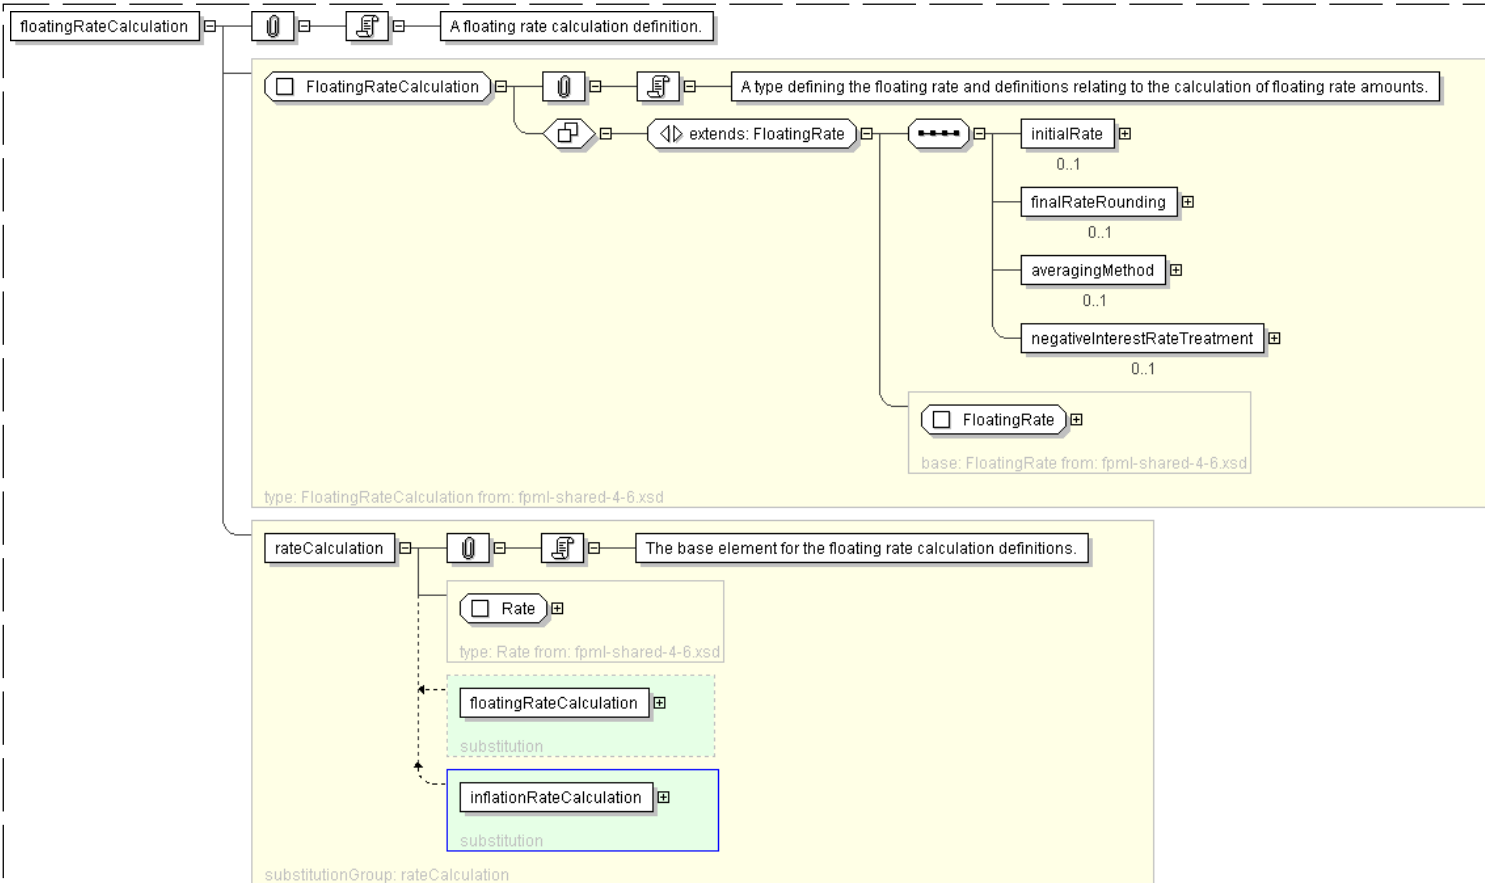 floatingRateCalculation
A floating rate calculation definition.
FloatingRateCalculation
A type defining the floating rate and definitions relating to the calculation of floating rate amounts.
extends: FloatingRate
initialRate
0..1
finalRateRounding
0..1
averagingMethod
0..1
negativeInterestRateTreatment
0..1
FloatingRate
base: FloatingRate from: fpml-shared-4-6.xsd
type: FloatingRateCalculation from: fpml-shared-4-6.xsd
rateCalculation
The base element for the floating rate calculation definitions.
Rate
type: Rate from: fpml-shared-4-6.xsd
floatingRateCalculation
substitution
inflationRateCalculation
substitution
substitutionGroup: rateCalculation